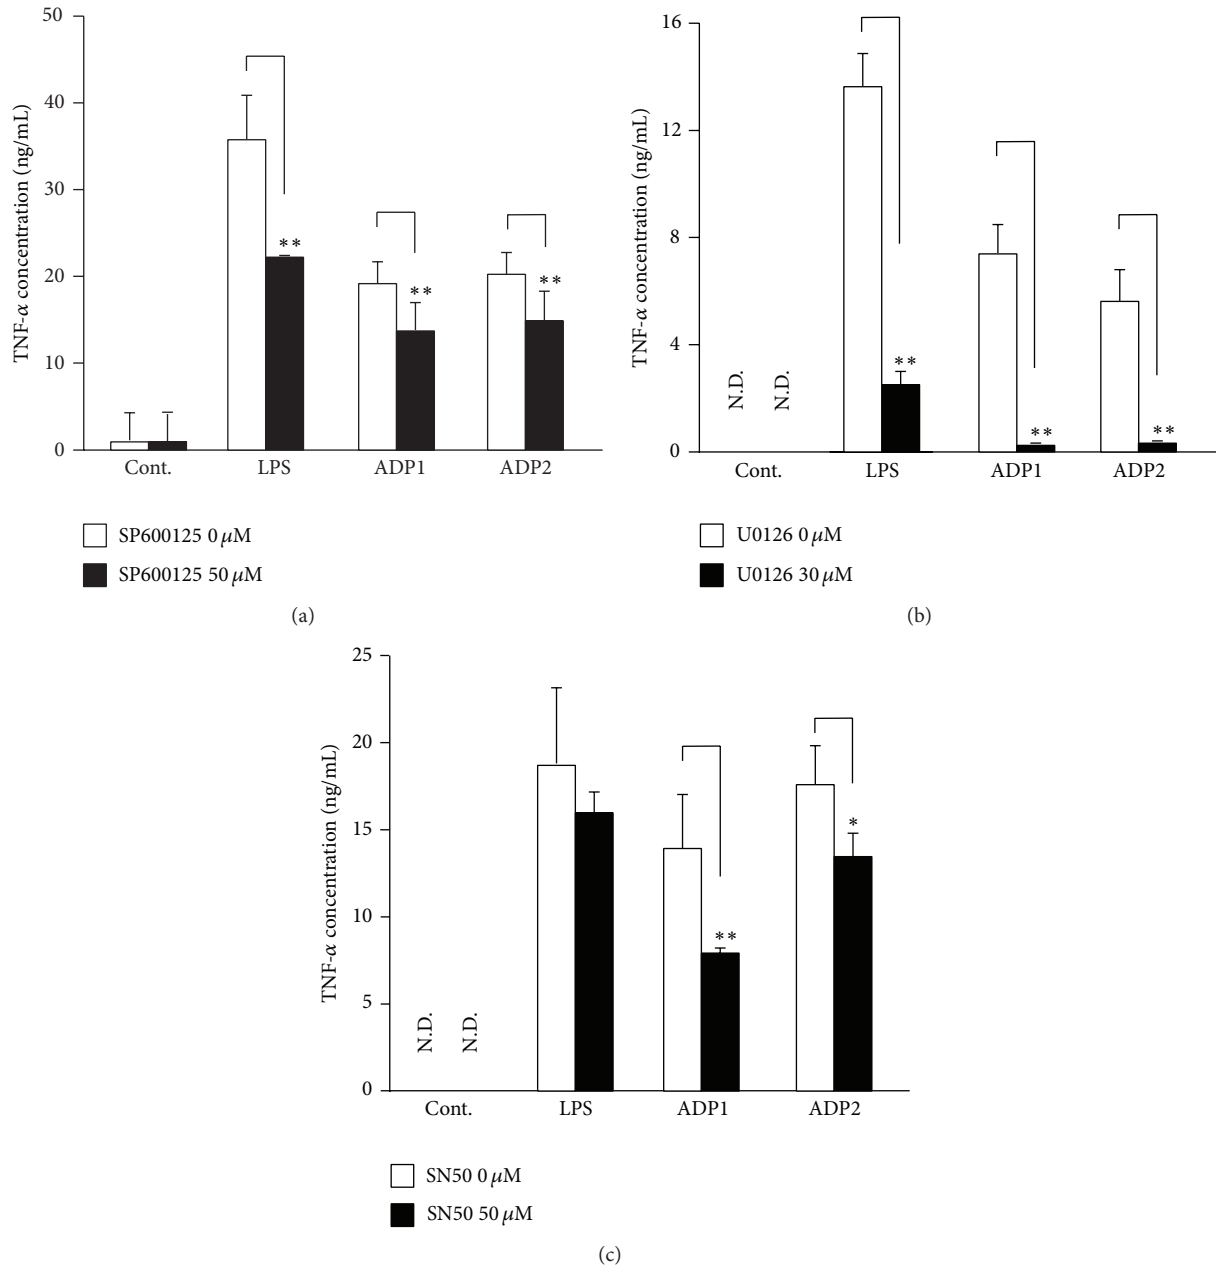 50
40
30
20
10
0
TNF-α concentration (ng/mL)
**
**
**
Cont.
LPS
ADP1
ADP2
SP600125 0 μM
SP600125 50 μM
(a)
16
12
8
4
0
TNF-α concentration (ng/mL)
N.D.
N.D.
**
**
**
Cont.
LPS
ADP1
ADP2
U0126 0 μM
U0126 30 μM
(b)
25
20
15
10
5
0
TNF-α concentration (ng/mL)
N.D.
N.D.
**
*
Cont.
LPS
ADP1
ADP2
SN50 0 μM
SN50 50 μM
(c)